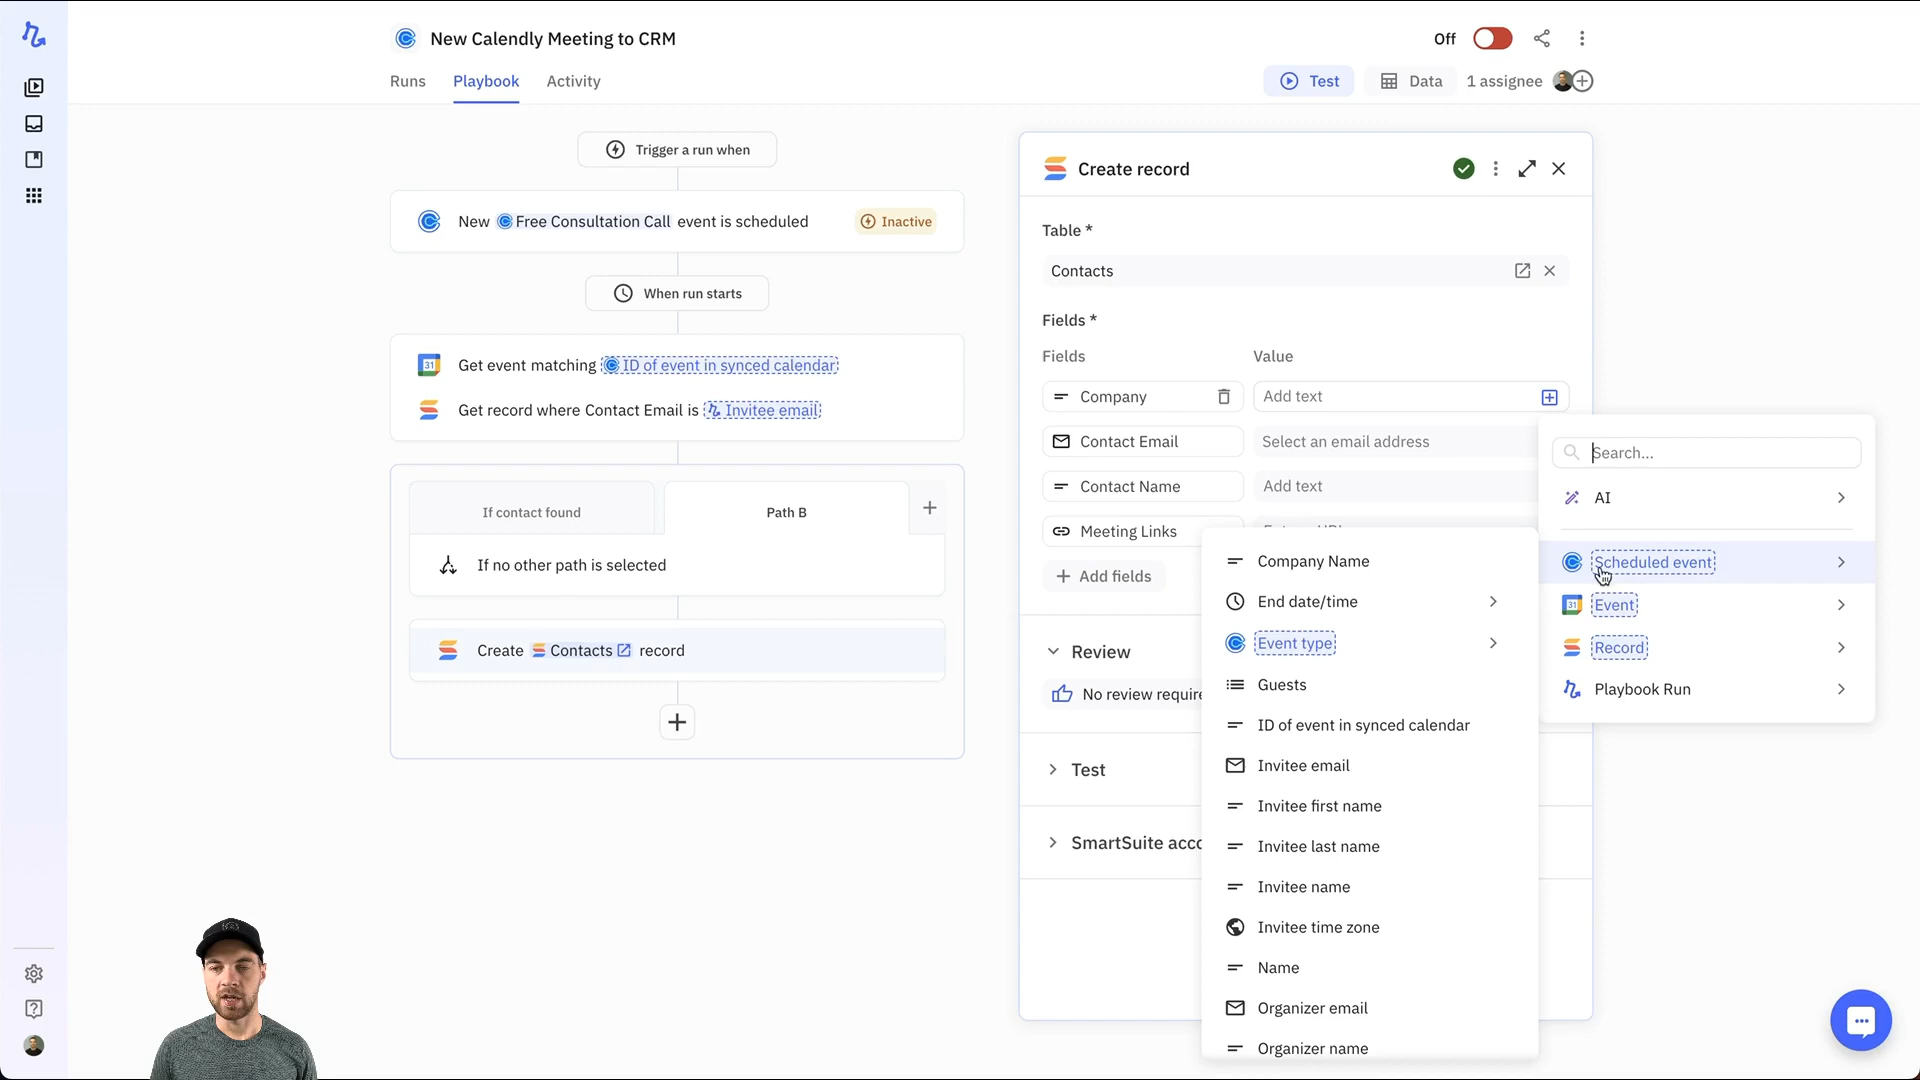 New Calendly Meeting to CRM
Off
Runs
Playbook
Activity
Test
Data
1 assignee
Trigger a run when
New Free Consultation Call event is scheduled
Inactive
When run starts
31
Get event matching ID of event in synced calendar
Get record where Contact Email is Invitee email
If contact found
Path B
If no other path is selected
Create Contacts record
Create record
Table *
Contacts
Fields *
Fields
Value
Company
Add text
Contact Email
Select an email address
Contact Name
Add text
Meeting Links
Add fields
Review
No review require
Test
SmartSuite acco
Search...
AI
Scheduled event
31
Event
Record
Playbook Run
Company Name
End date/time
Event type
Guests
ID of event in synced calendar
Invitee email
Invitee first name
Invitee last name
Invitee name
Invitee time zone
Name
Organizer email
Organizer name